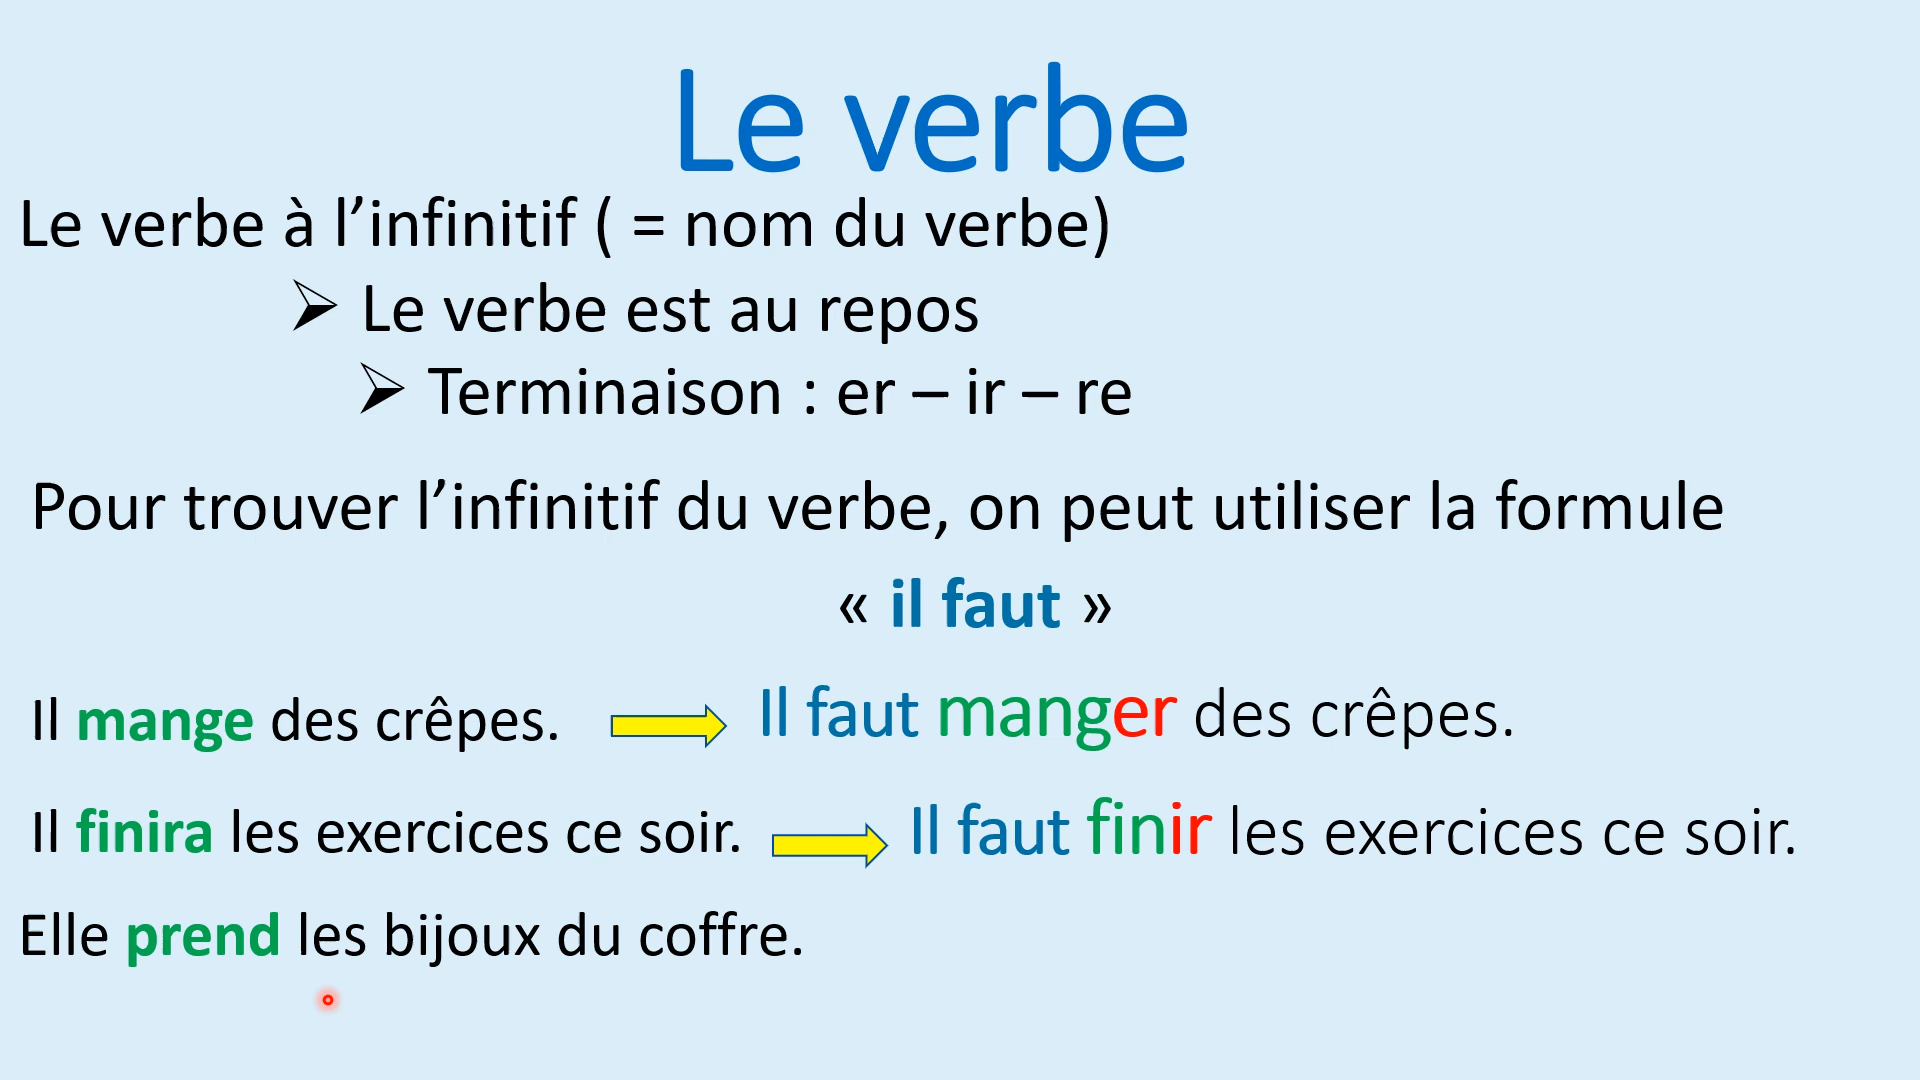 Le verbe
Le verbe à l’infinitif ( = nom du verbe)
➢ Le verbe est au repos
➢ Terminaison : er – ir – re
Pour trouver l’infinitif du verbe, on peut utiliser la formule
« il faut »
Il mange des crêpes. Il faut manger des crêpes.
Il finira les exercices ce soir. Il faut finir les exercices ce soir.
Elle prend les bijoux du coffre.